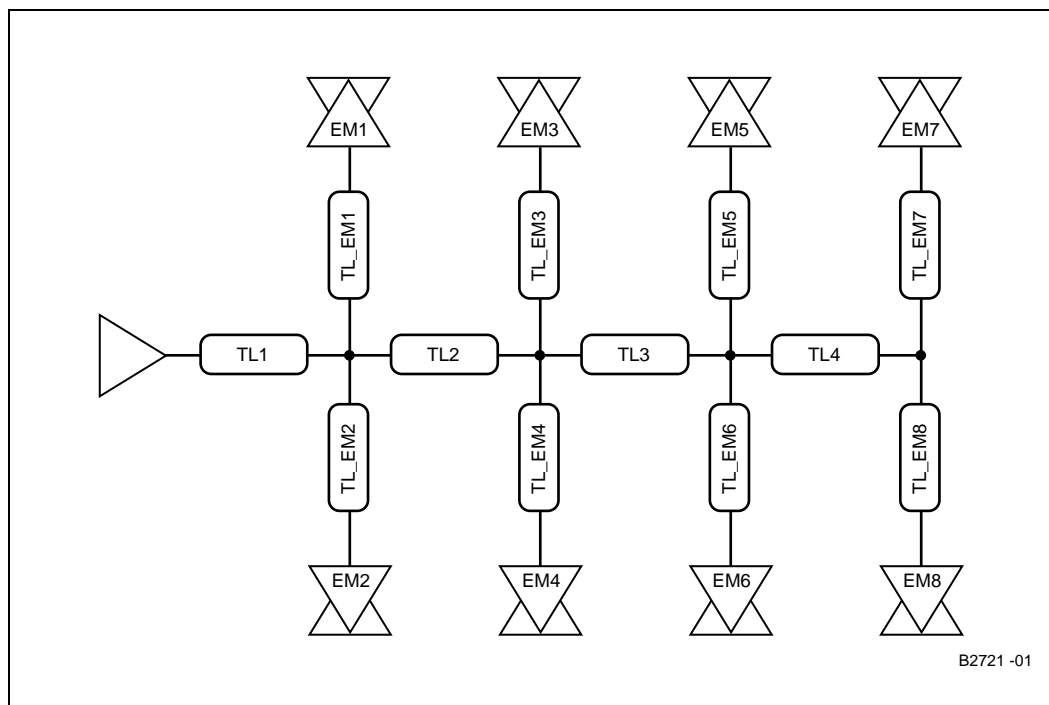 EM1 EM3 EM5 EM7
TL_EM1 TL_EM3 TL_EM5 TL_EM7
TL1 TL2 TL3 TL4
TL_EM2 TL_EM4 TL_EM6 TL_EM8
EM2 EM4 EM6 EM8
B2721 -01